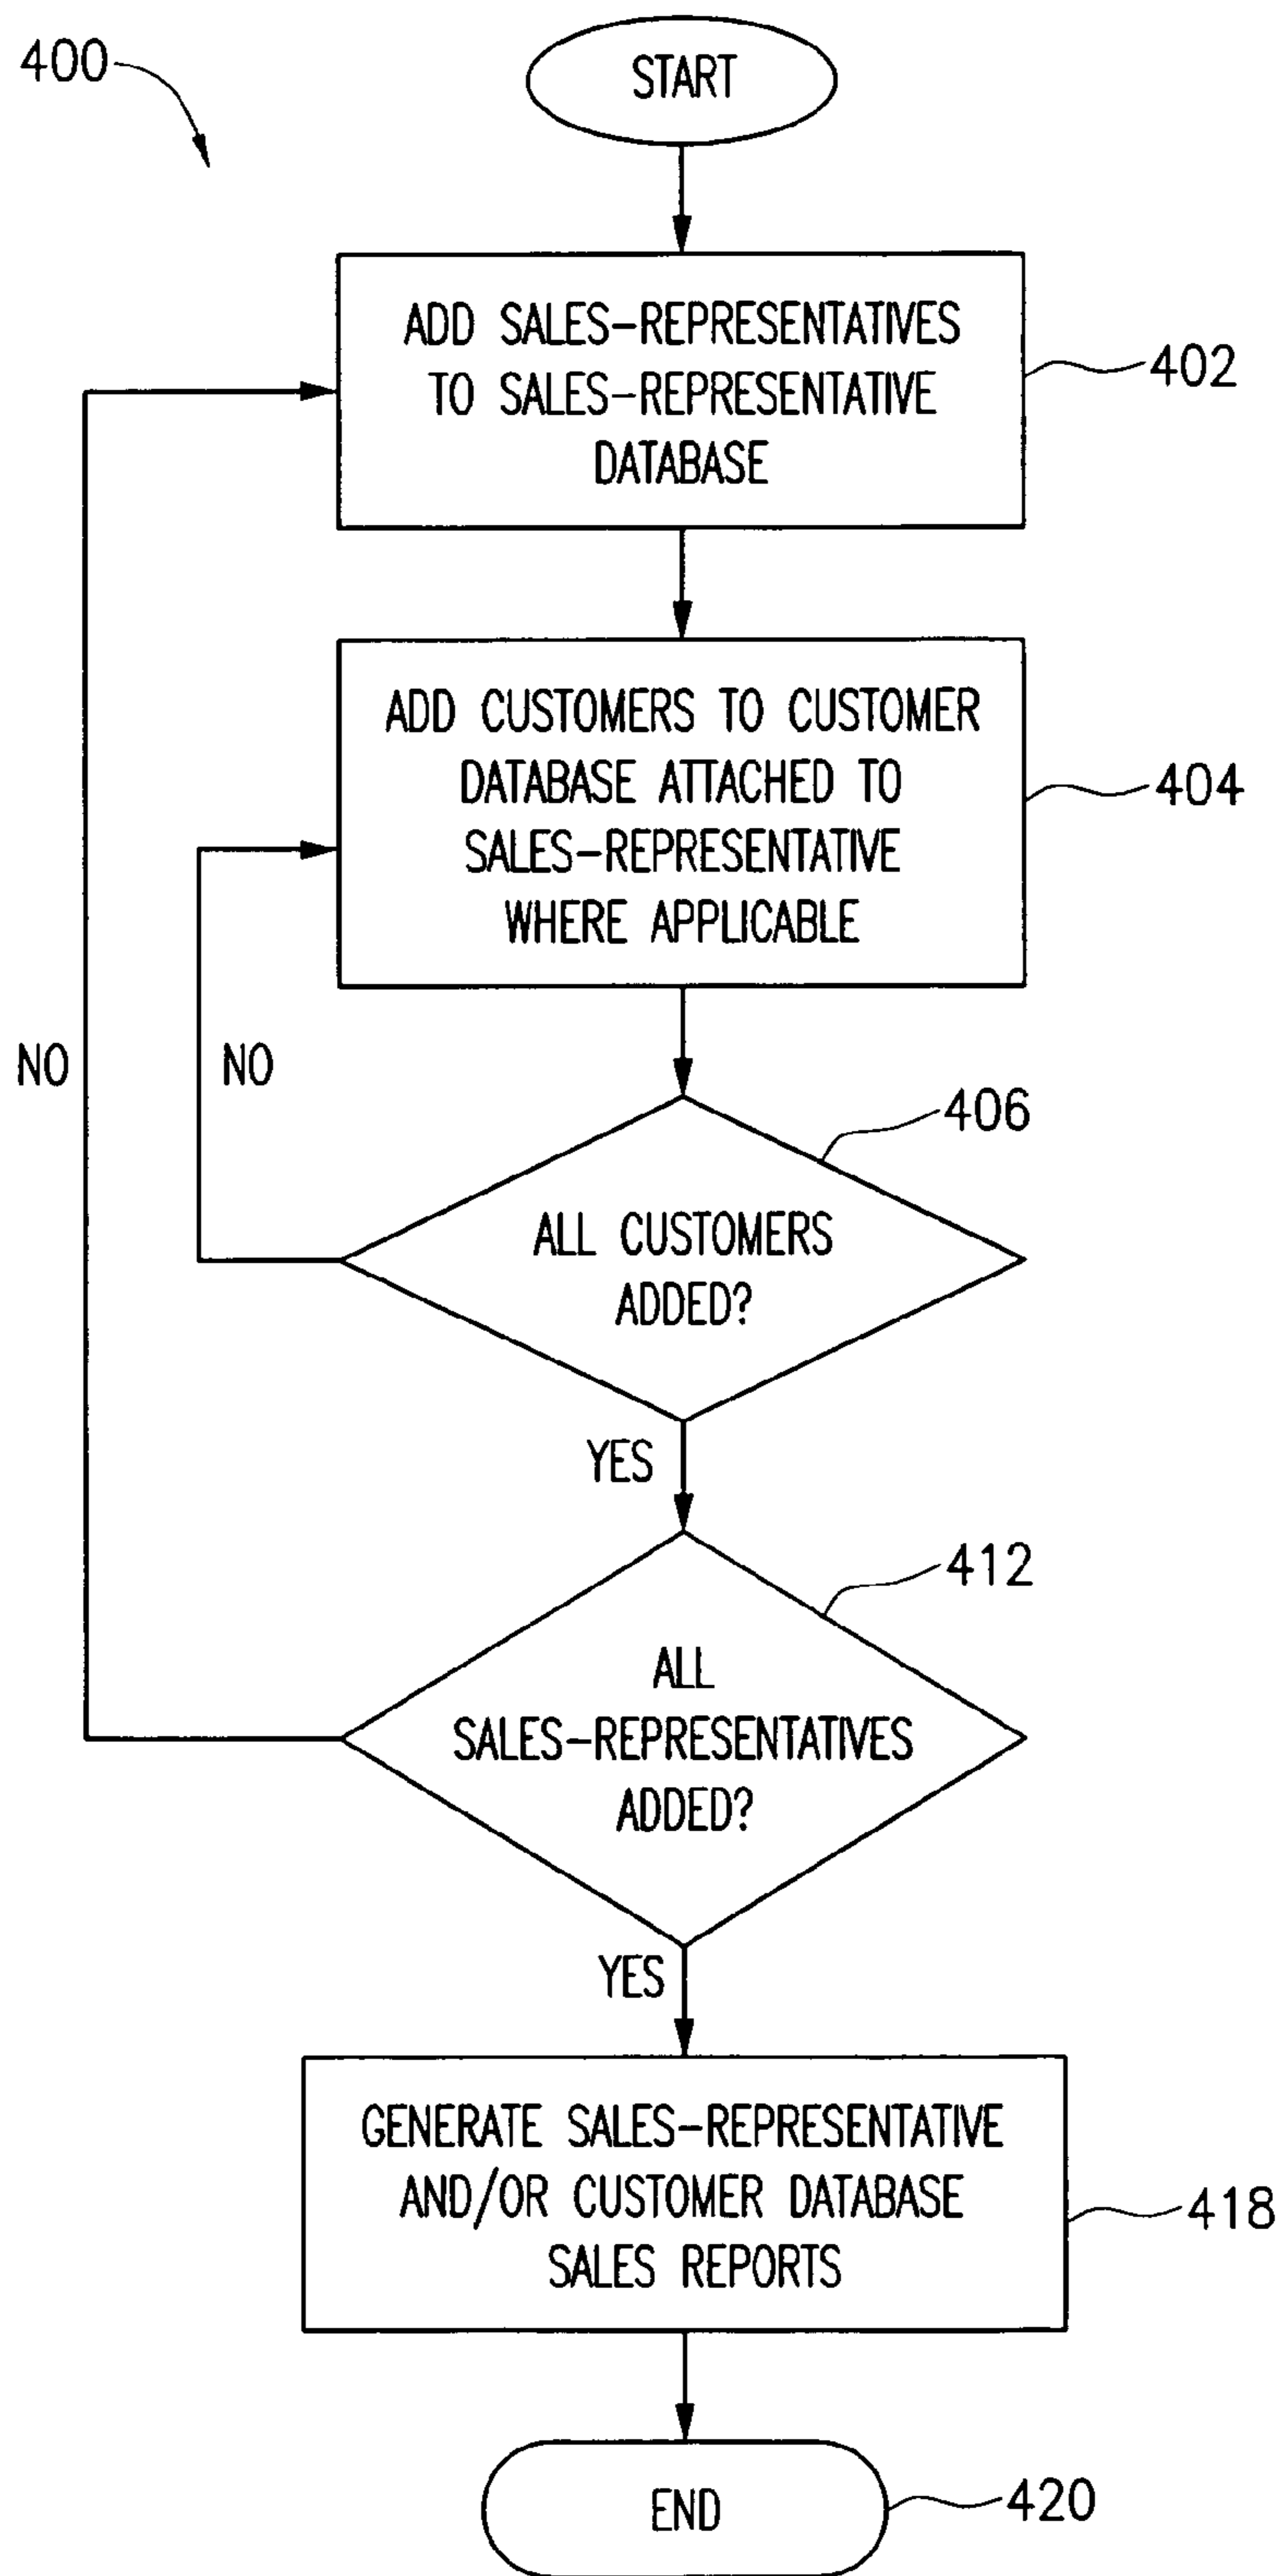 400
START
ADD SALES-REPRESENTATIVES
TO SALES-REPRESENTATIVE
DATABASE
402
ADD CUSTOMERS TO CUSTOMER
DATABASE ATTACHED TO
SALES-REPRESENTATIVE
WHERE APPLICABLE
404
NO
NO
406
ALL CUSTOMERS
ADDED?
YES
412
ALL
SALES-REPRESENTATIVES
ADDED?
YES
GENERATE SALES-REPRESENTATIVE
AND/OR CUSTOMER DATABASE
SALES REPORTS
418
END
420